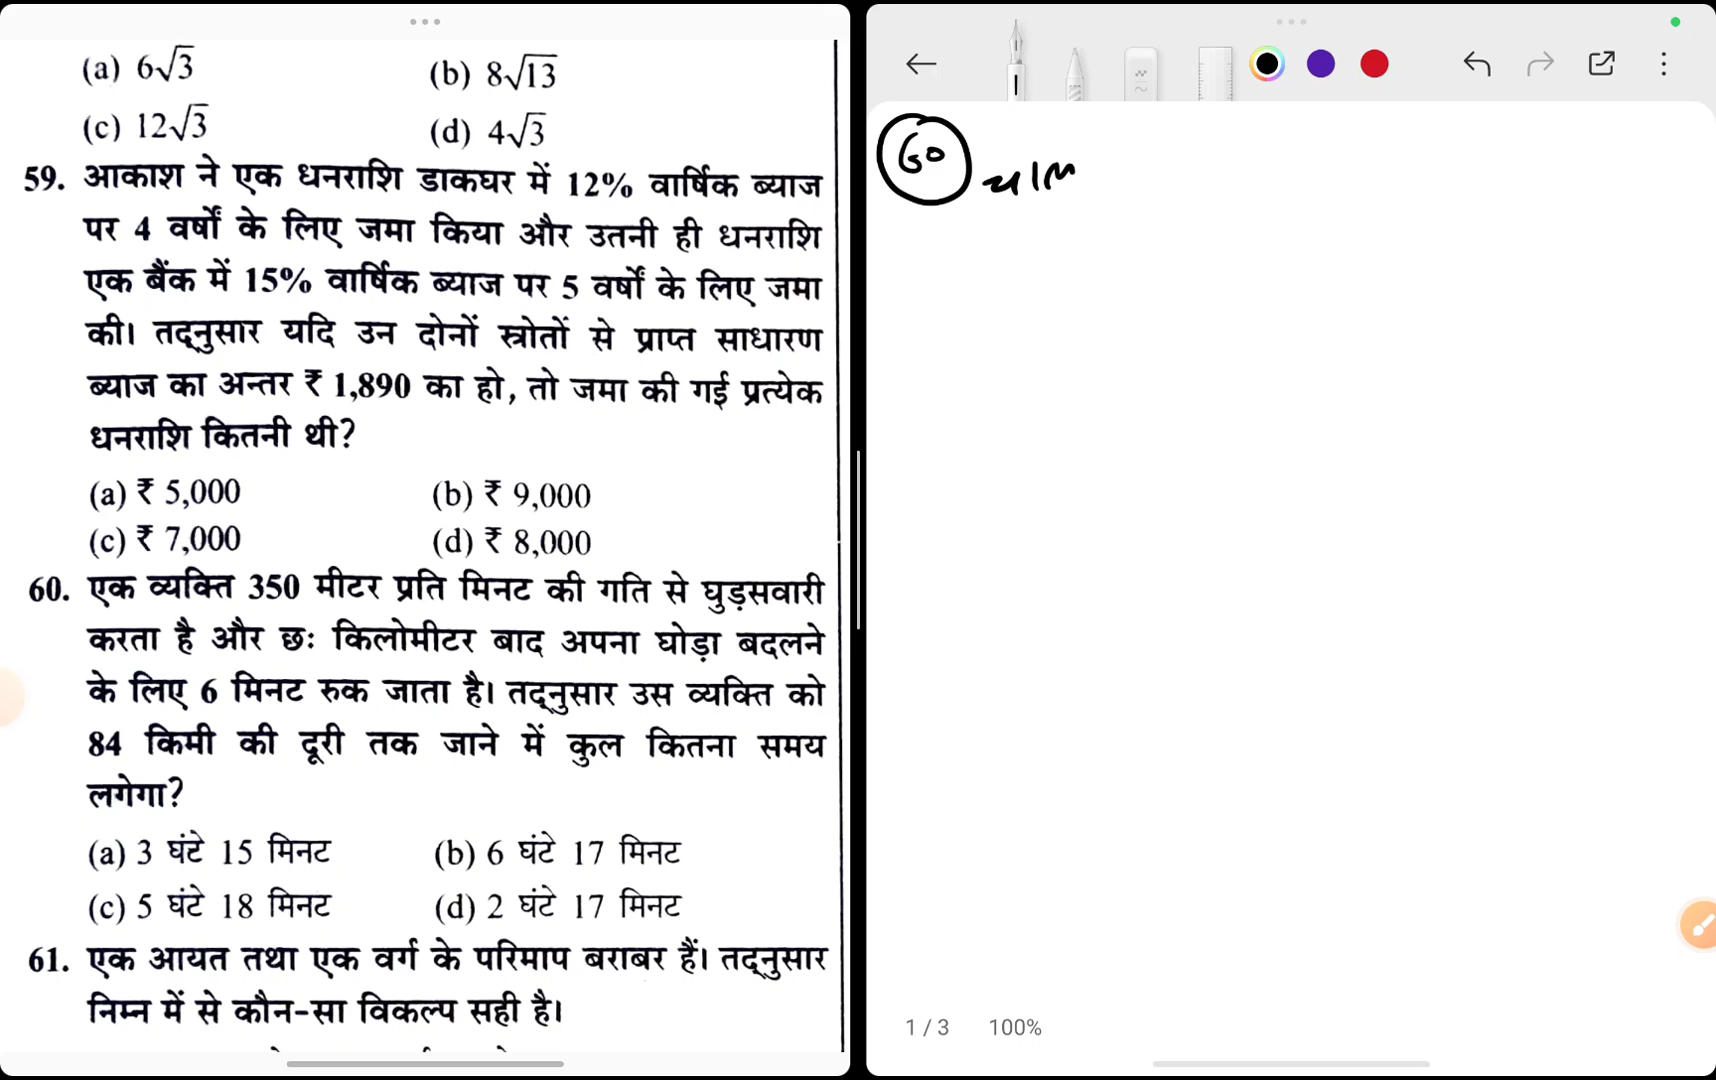 (a) 6√3 (b) 8√13
(c) 12√3 (d) 4√3
59. आकाश ने एक धनराशि डाकघर में 12% वार्षिक ब्याज
पर 4 वर्षों के लिए जमा किया और उतनी ही धनराशि
एक बैंक में 15% वार्षिक ब्याज पर 5 वर्षों के लिए जमा
की। तद्नुसार यदि उन दोनों स्त्रोतों से प्राप्त साधारण
ब्याज का अन्तर ₹ 1,890 का हो, तो जमा की गई प्रत्येक
धनराशि कितनी थी?
(a) ₹ 5,000 (b) ₹ 9,000
(c) ₹ 7,000 (d) ₹ 8,000
60. एक व्यक्ति 350 मीटर प्रति मिनट की गति से घुड़सवारी
करता है और छः किलोमीटर बाद अपना घोड़ा बदलने
के लिए 6 मिनट रुक जाता है। तद्नुसार उस व्यक्ति को
84 किमी की दूरी तक जाने में कुल कितना समय
लगेगा?
(a) 3 घंटे 15 मिनट (b) 6 घंटे 17 मिनट
(c) 5 घंटे 18 मिनट (d) 2 घंटे 17 मिनट
61. एक आयत तथा एक वर्ग के परिमाप बराबर हैं। तद्नुसार
निम्न में से कौन-सा विकल्प सही है।
60
1 / 3 100%